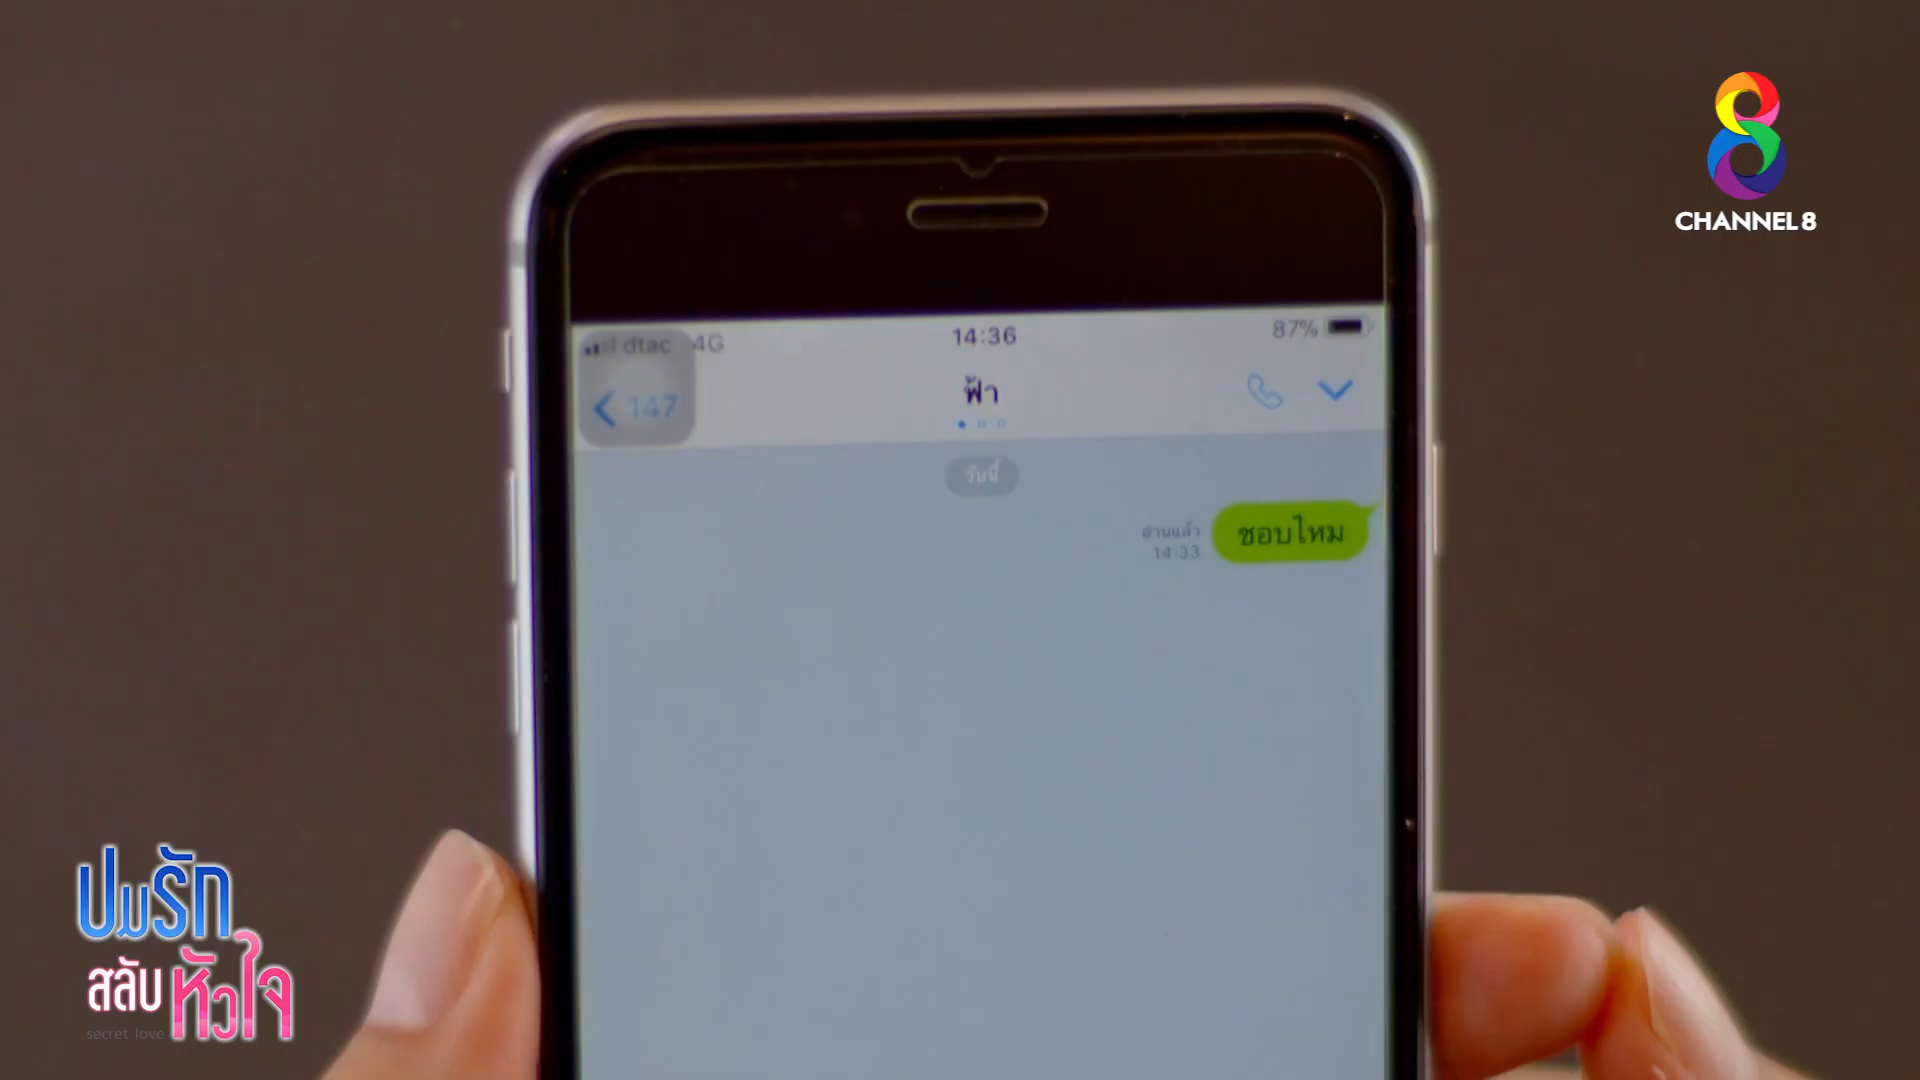 CHANNEL 8
dtac 4G 14:36 87%
147 ฟ้า
วันนี้
ชอบไหม
อ่านแล้ว
14:33
ปมรัก
สลับหัวใจ
secret love